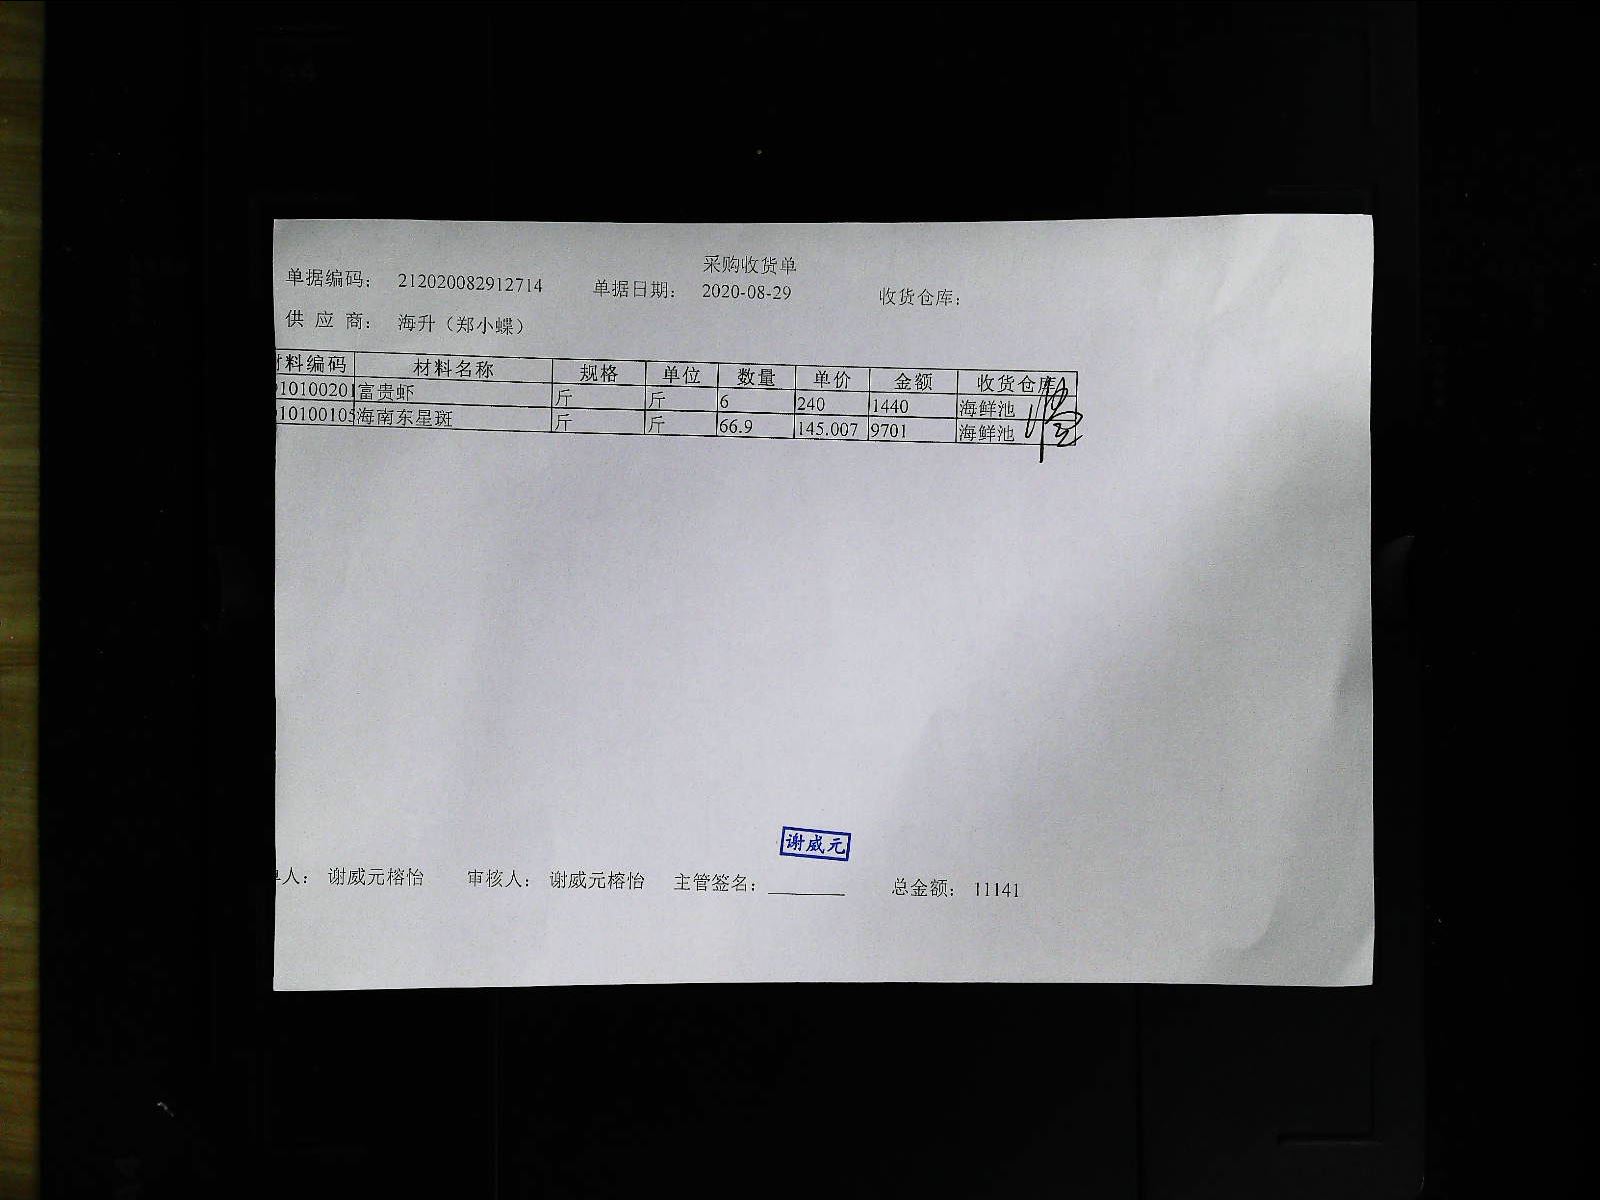 采购收货单
单据编码： 212020082912714 单据日期： 2020-08-29 收货仓库：
供 应 商： 海升（郑小蝶）
材料编码 材料名称 规格 单位 数量 单价 金额 收货仓库
01010020 富贵虾 斤 斤 6 240 1440 海鲜池
10100105 海南东星斑 斤 斤 66.9 145.007 9701 海鲜池
谢威元
单人： 谢威元榕怡 审核人： 谢威元榕怡 主管签名： 总金额： 11141